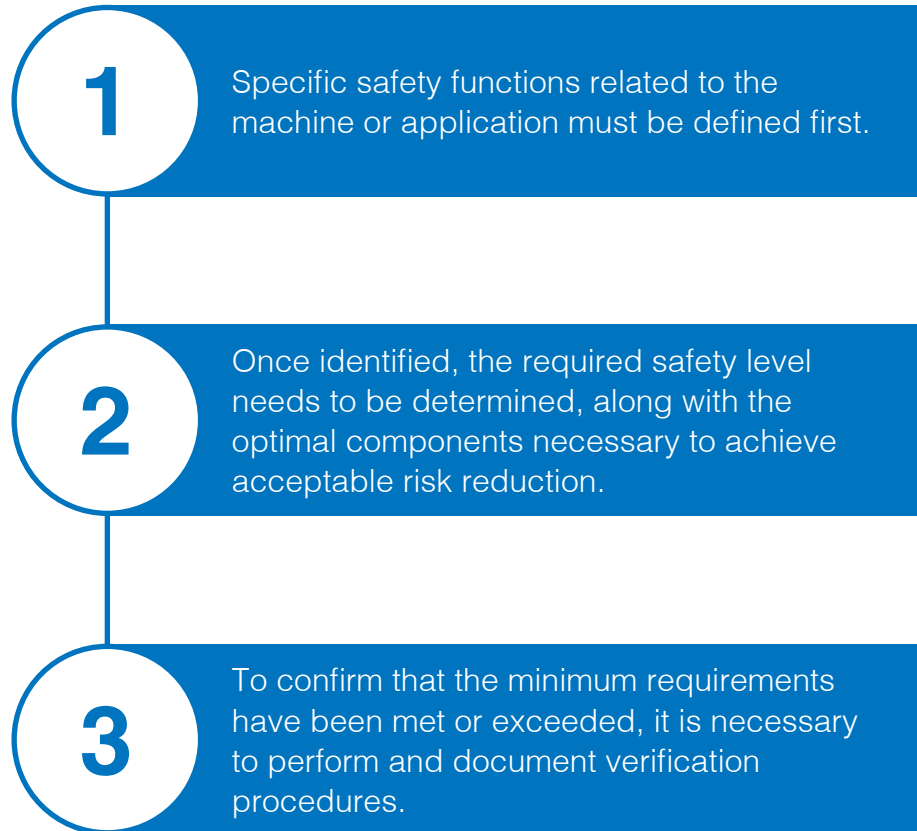 1
Specific safety functions related to the
machine or application must be defined first.
2
Once identified, the required safety level
needs to be determined, along with the
optimal components necessary to achieve
acceptable risk reduction.
3
To confirm that the minimum requirements
have been met or exceeded, it is necessary
to perform and document verification
procedures.